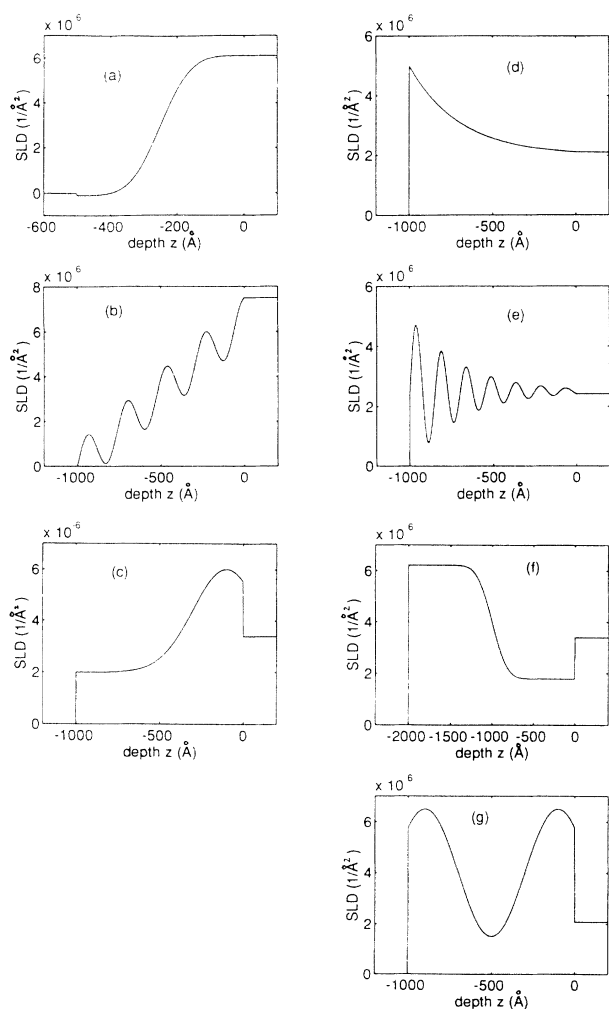 x 10 6
6
4
2
0
SLD (1/Å²)
(a)
-600 -400 -200 0
depth z (Å)
x 10 6
6
4
2
0
SLD (1/Å²)
(d)
-1000 -500 0
depth z (Å)
x 10 6
8
6
4
2
0
SLD (1/Å²)
(b)
-1000 -500 0
depth z (Å)
x 10 6
6
4
2
0
SLD (1/Å²)
(e)
-1000 -500 0
depth z (Å)
x 10 -6
6
4
2
0
SLD (1/Å²)
(c)
-1000 -500 0
depth z (Å)
x 10 6
6
4
2
0
SLD (1/Å²)
(f)
-2000 -1500 -1000 -500 0
depth z (Å)
x 10 6
6
4
2
0
SLD (1/Å²)
(g)
-1000 -500 0
depth z (Å)